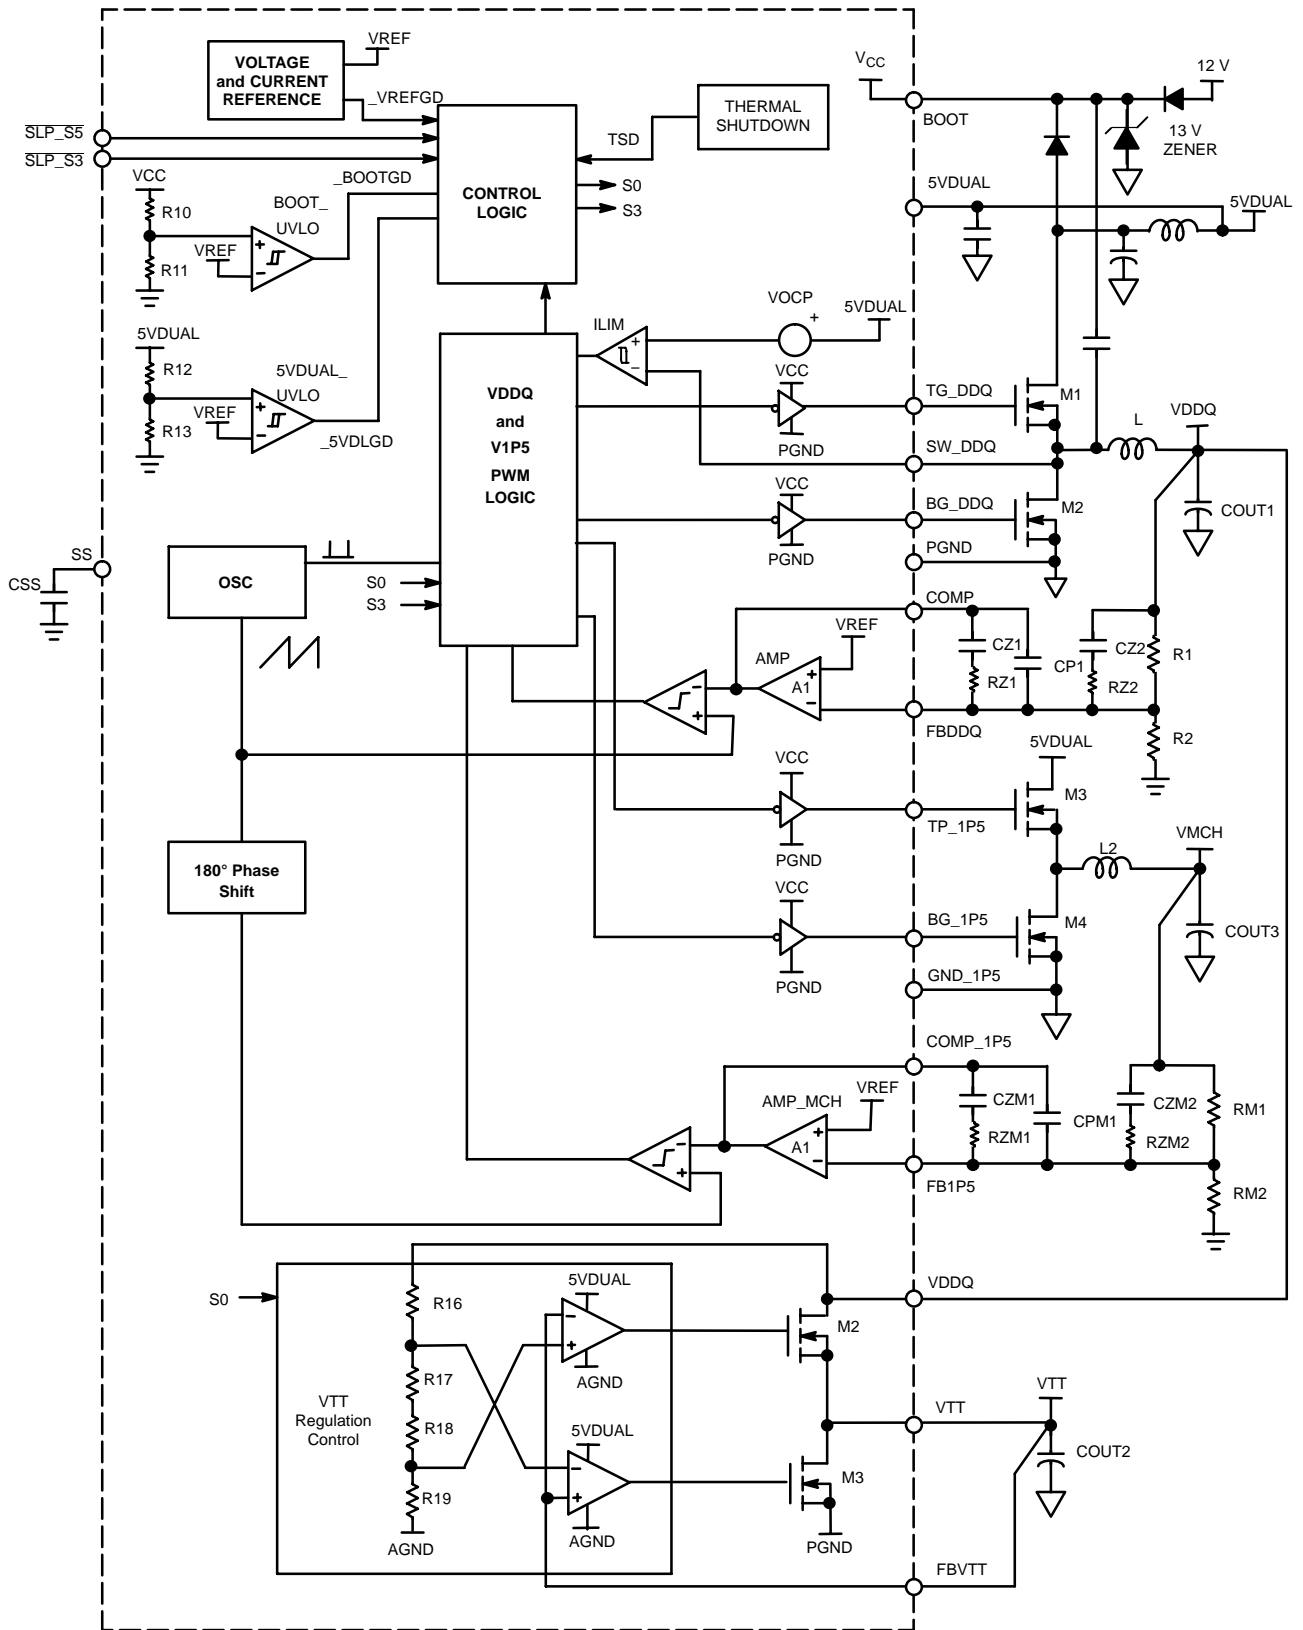 VREF
VOLTAGE
and CURRENT
REFERENCE
_VREFGD
SLP_S5
SLP_S3
THERMAL
SHUTDOWN
TSD
CONTROL
LOGIC
S0
S3
VCC
BOOT
12 V
13 V
ZENER
5VDUAL
5VDUAL
VCC
R10
R11
VREF
BOOT_
UVLO
_BOOTGD
5VDUAL
R12
R13
VREF
5VDUAL_
UVLO
_5VDLGD
ILIM
VOCP
+
5VDUAL
+
−
+
−
+
−
VDDQ
and
V1P5
PWM
LOGIC
VCC
PGND
TG_DDQ
M1
SW_DDQ
L
VDDQ
COUT1
VCC
PGND
BG_DDQ
M2
PGND
SS
CSS
OSC
S0
S3
COMP
VREF
AMP
A1
+
−
−
+
CZ1
RZ1
CP1
CZ2
RZ2
R1
R2
FBDDQ
5VDUAL
VCC
PGND
TP_1P5
M3
L2
VMCH
COUT3
180° Phase
Shift
VCC
PGND
BG_1P5
M4
GND_1P5
COMP_1P5
VREF
AMP_MCH
A1
+
−
−
+
CZM1
RZM1
CPM1
CZM2
RZM2
RM1
RM2
FB1P5
S0
VTT
Regulation
Control
R16
R17
R18
R19
AGND
5VDUAL
−
+
AGND
5VDUAL
−
+
AGND
M2
M3
PGND
VDDQ
VTT
VTT
COUT2
FBVTT